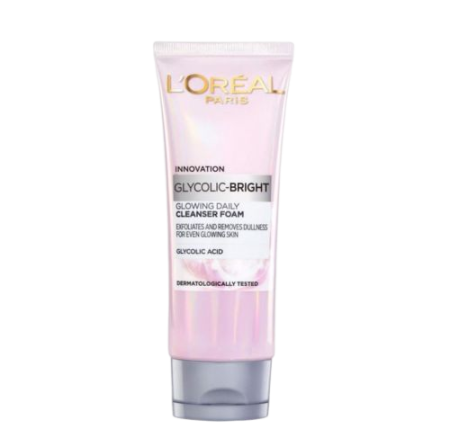 L'ORÉAL
PARIS
INNOVATION
GLYCOLIC-BRIGHT
GLOWING DAILY
CLEANSER FOAM
EXFOLIATES AND REMOVES DULLNESS
FOR EVEN GLOWING SKIN
GLYCOLIC ACID
DERMATOLOGICALLY TESTED